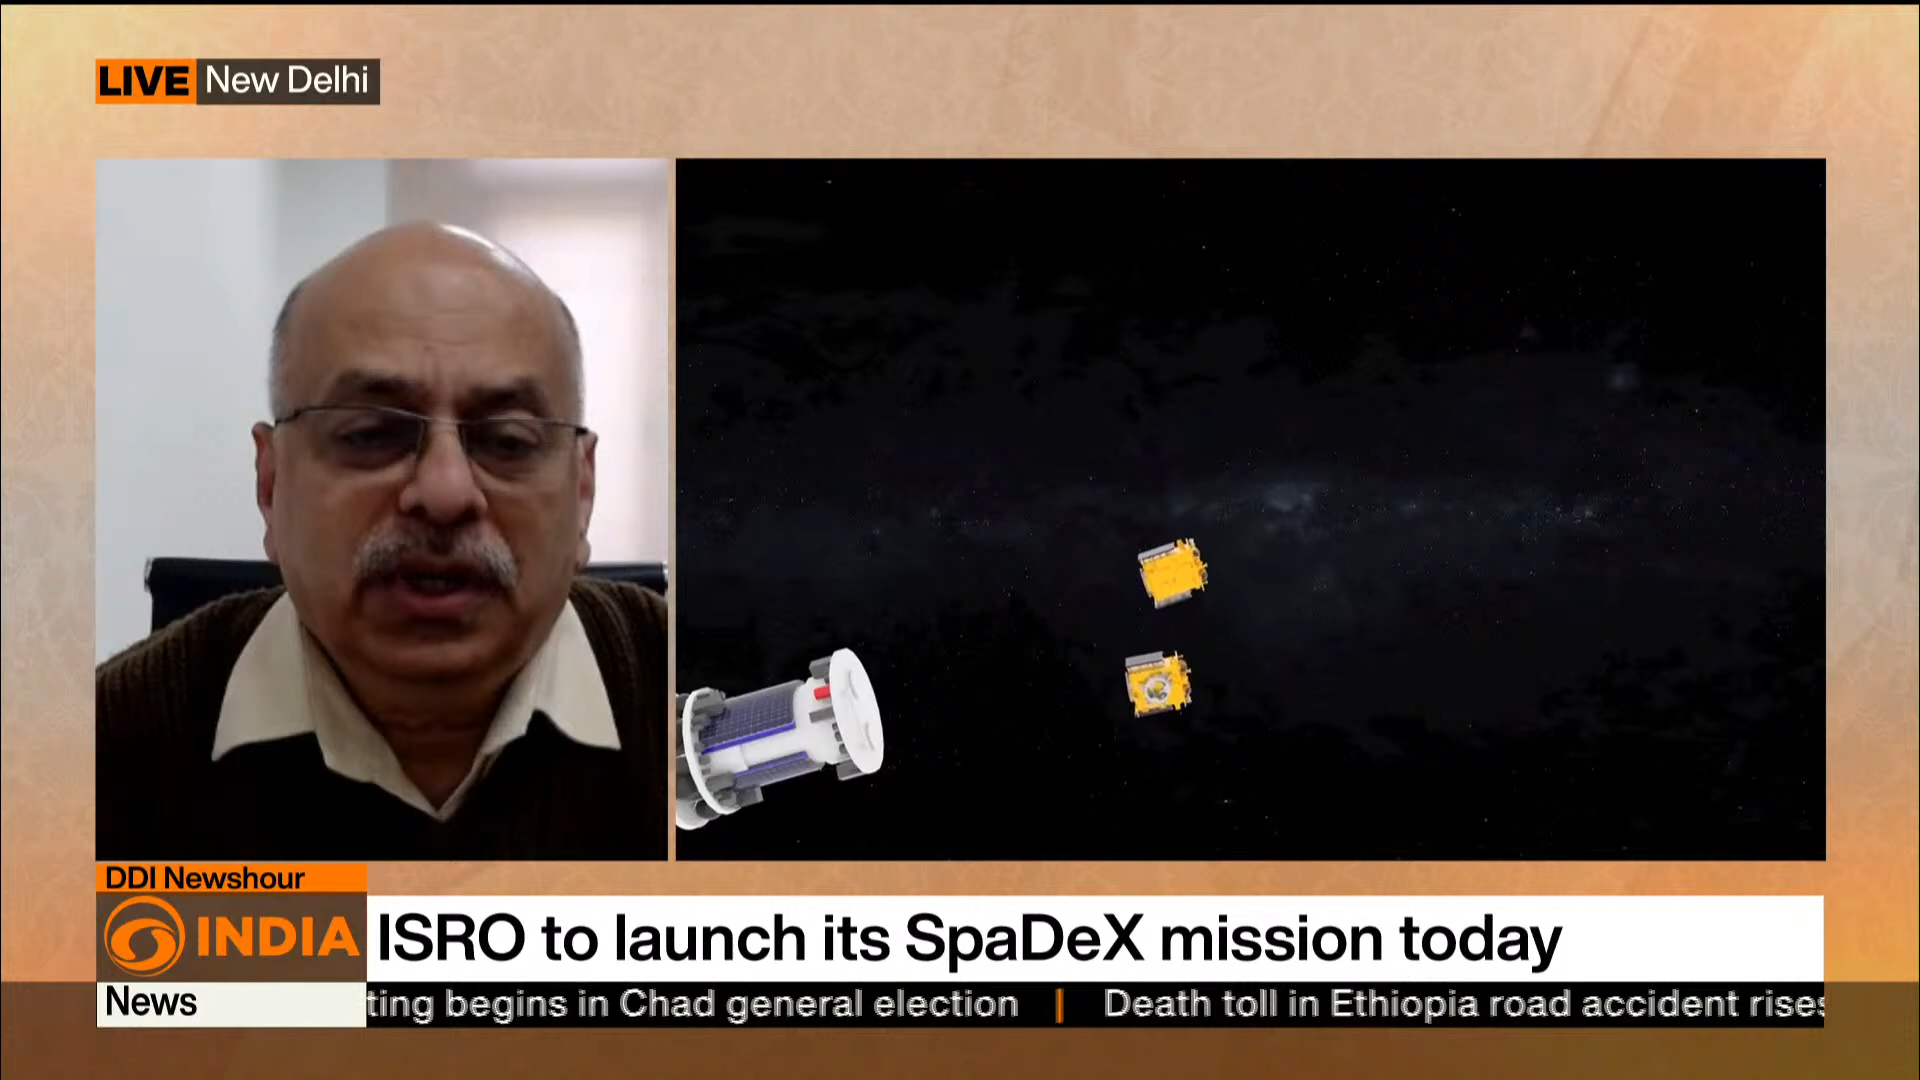 LIVE New Delhi
DDI Newshour
INDIA
ISRO to launch its SpaDeX mission today
News
ting begins in Chad general election | Death toll in Ethiopia road accident rises